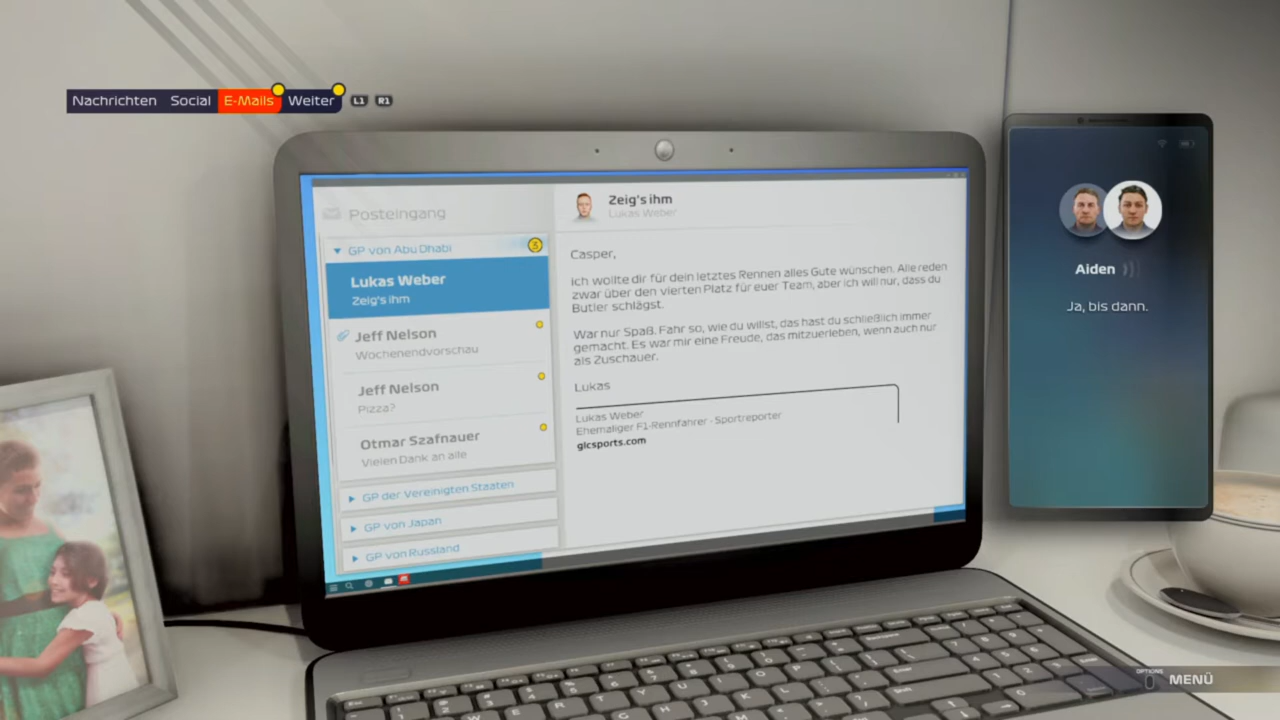 Nachrichten Social E-Mails Weiter L1 R1
Posteingang
GP von Abu Dhabi 3
Lukas Weber
Zeig's ihm
Jeff Nelson
Wochenendvorschau
Jeff Nelson
Pizza?
Otmar Szafnauer
Vielen Dank an alle
GP der Vereinigten Staaten
GP von Japan
GP von Russland
Zeig's ihm
Lukas Weber
Casper,
ich wollte dir für dein letztes Rennen alles Gute wünschen. Alle reden
zwar über den vierten Platz für euer Team, aber ich will nur, dass du
Butler schlägst.
War nur Spaß. Fahr so, wie du willst, das hast du schließlich immer
gemacht. Es war mir eine Freude, das mitzuerleben, wenn auch nur
als Zuschauer.
Lukas
Lukas Weber
Ehemaliger F1-Rennfahrer - Sportreporter
glcsports.com
Aiden
Ja, bis dann.
OPTIONS
MENÜ